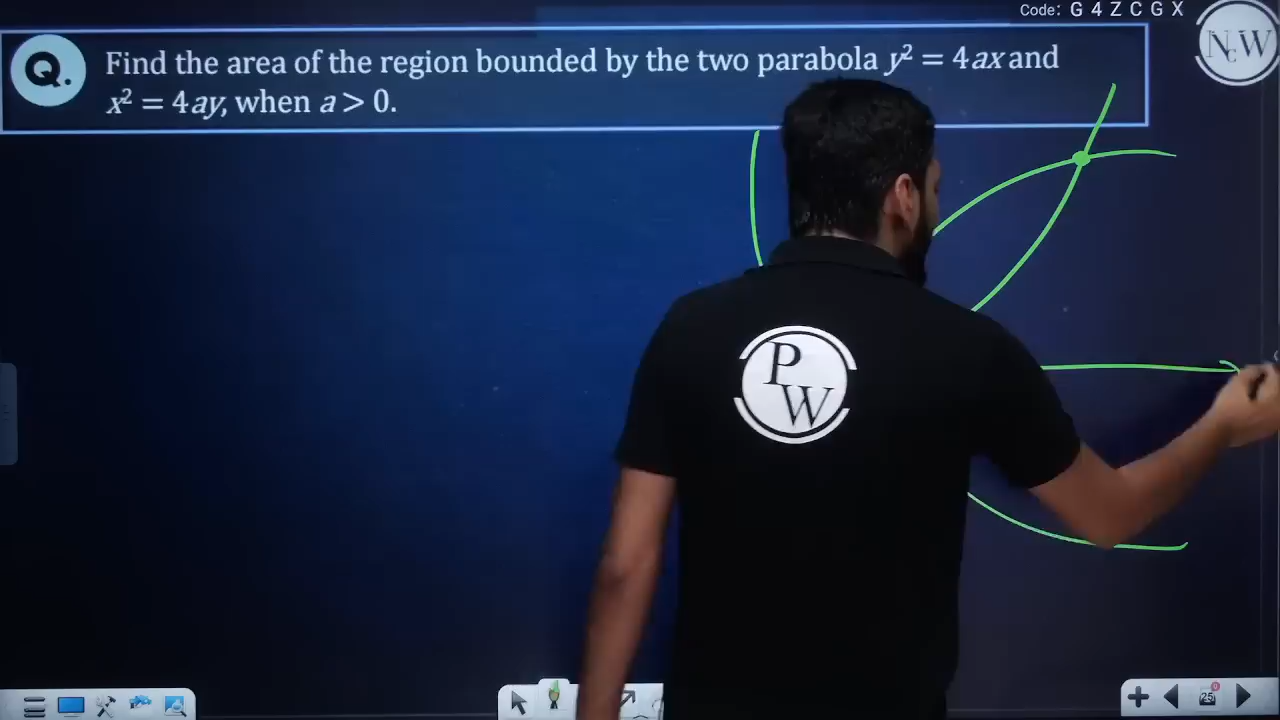 Code: G 4 Z C G X
NcW
Q. Find the area of the region bounded by the two parabola y² = 4ax and
x² = 4ay, when a > 0.
P
W
25